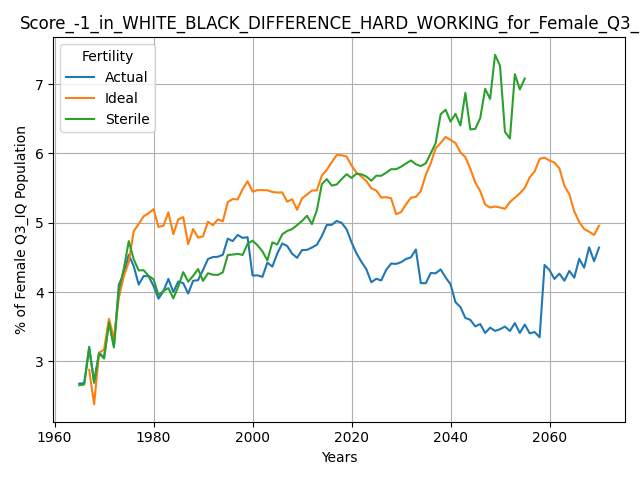 Score_-1_in_WHITE_BLACK_DIFFERENCE_HARD_WORKING_for_Female_Q3_
Fertility
Actual
Ideal
Sterile
% of Female Q3_IQ Population
7
6
5
4
3
1960
1980
2000
2020
2040
2060
Years